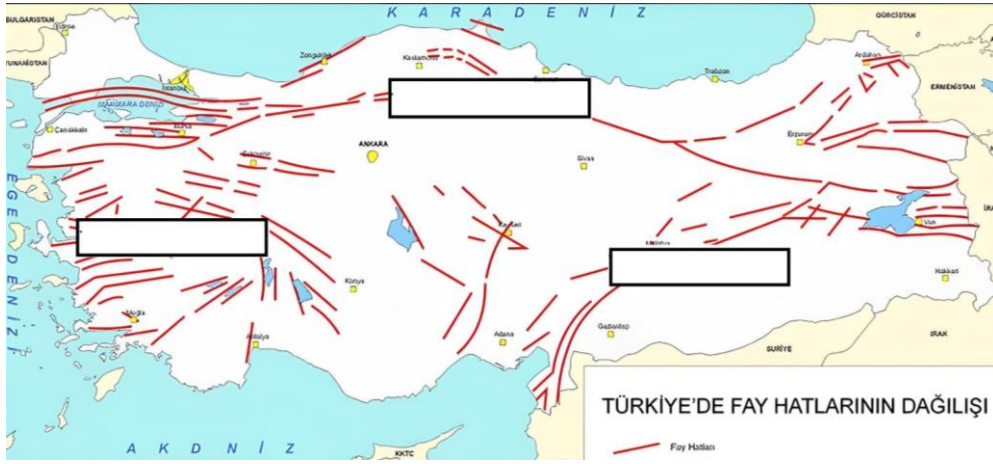 KARADENİZ
BULGARİSTAN
GÜRCİSTAN
Edirne
Zonguldak
Kastamonu
Ardahan
YUNANİSTAN
İstanbul
Trabzon
ERMENİSTAN
MARMARA DENİZİ
Çanakkale
Bursa
Erzurum
ANKARA
Eskişehir
Sivas
EGE DENİZİ
İRAN
Kayseri
Van
Malatya
Konya
Hakkari
Muğla
Gaziantep
IRAK
Antalya
Adana
SURİYE
TÜRKİYE'DE FAY HATLARININ DAĞILIŞI
AKDNİZ
KKTC
Fay Hatları